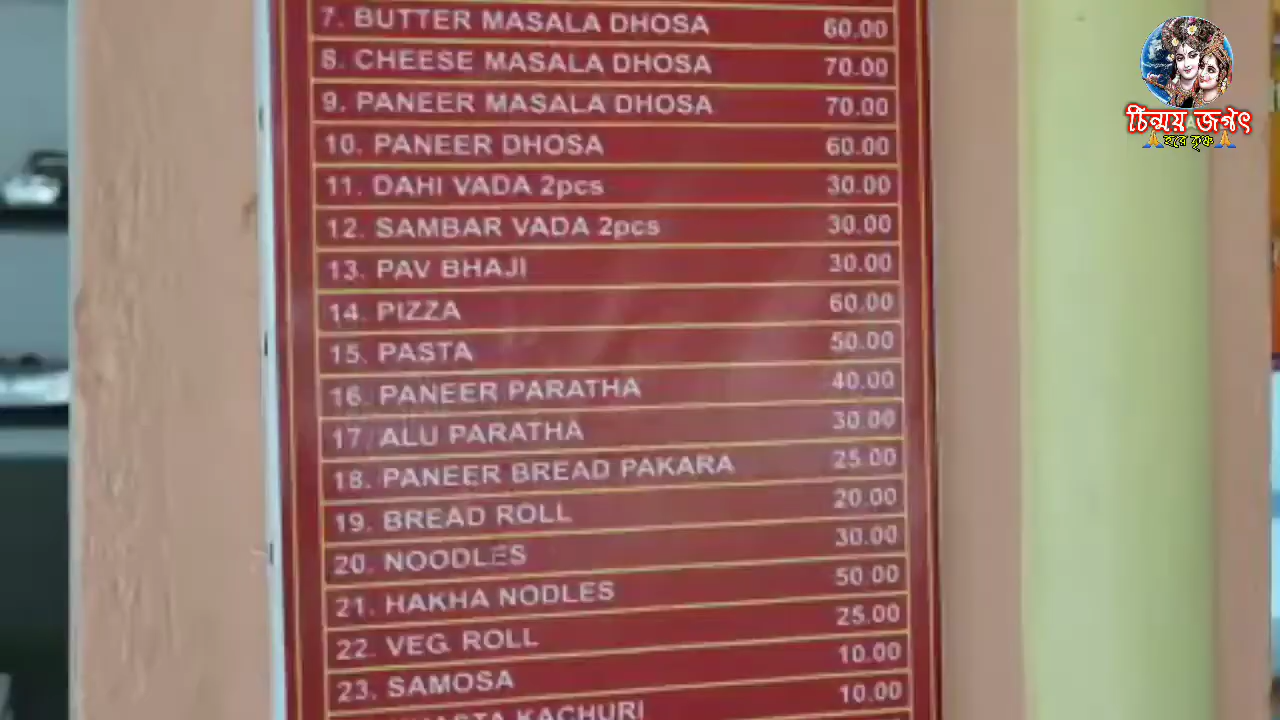 7. BUTTER MASALA DHOSA 60.00
8. CHEESE MASALA DHOSA 70.00
9. PANEER MASALA DHOSA 70.00
10. PANEER DHOSA 60.00
11. DAHI VADA 2pcs 30.00
12. SAMBAR VADA 2pcs 30.00
13. PAV BHAJI 30.00
14. PIZZA 60.00
15. PASTA 50.00
16. PANEER PARATHA 40.00
17. ALU PARATHA 30.00
18. PANEER BREAD PAKARA 25.00
19. BREAD ROLL 20.00
20. NOODLES 30.00
21. HAKHA NODLES 50.00
22. VEG. ROLL 25.00
23. SAMOSA 10.00
KACHURI 10.00
চিন্ময় জগৎ
হরে কৃষ্ণ